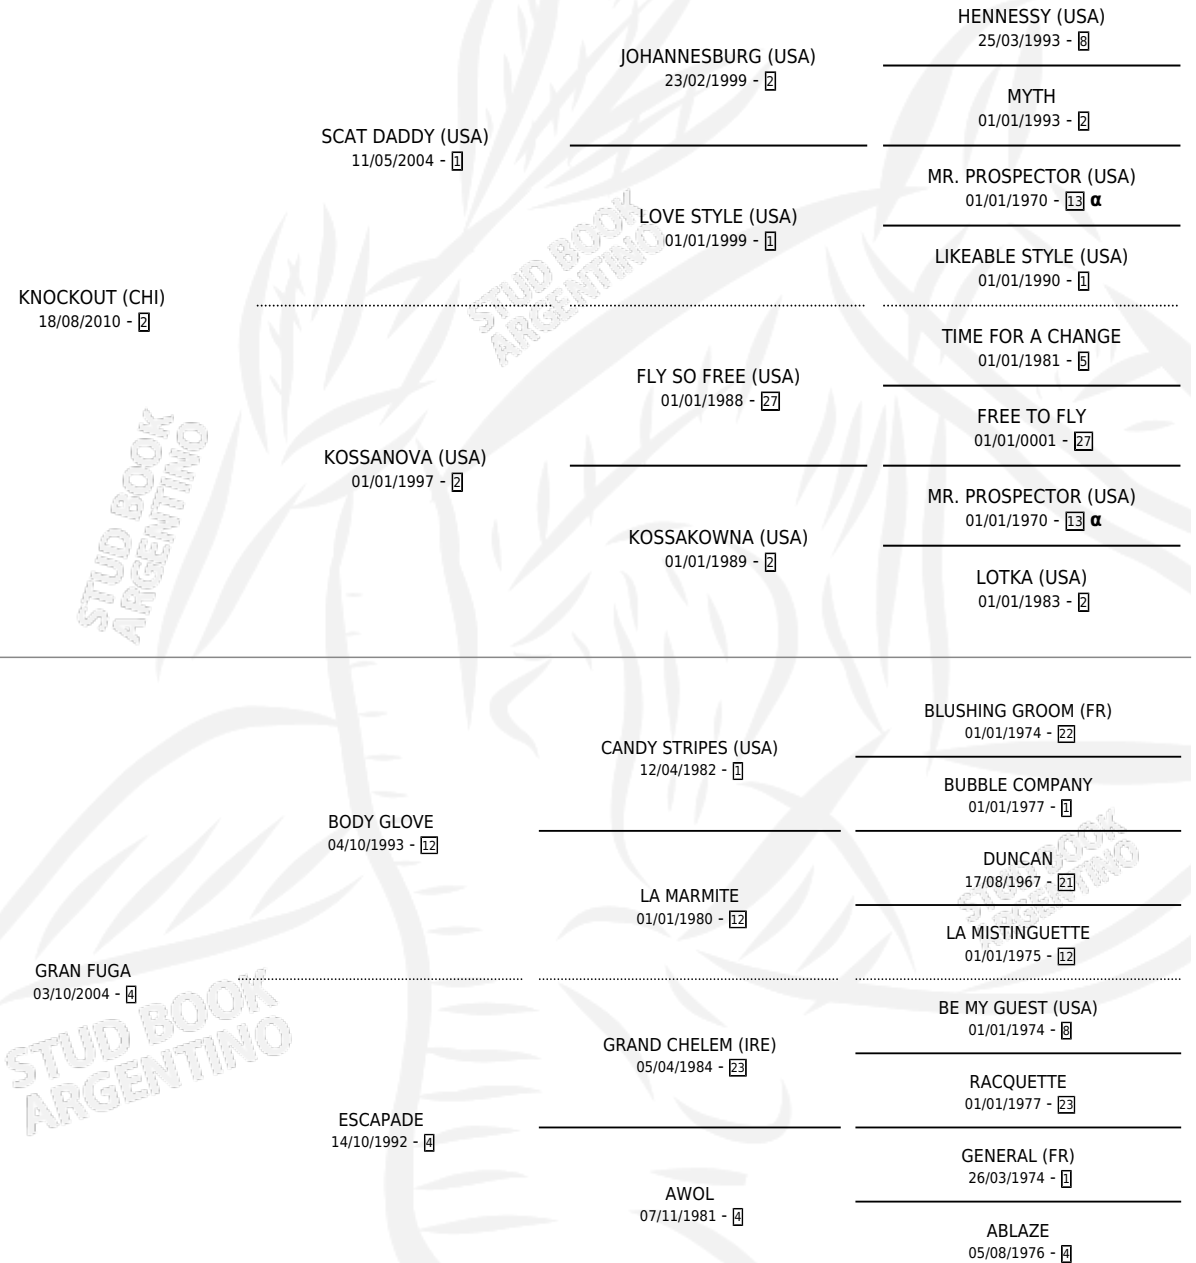 HENNESSY (USA)
25/03/1993 - 8
JOHANNESBURG (USA)
23/02/1999 - 2
MYTH
01/01/1993 - 2
SCAT DADDY (USA)
11/05/2004 - 1
MR. PROSPECTOR (USA)
01/01/1970 - 13 α
LOVE STYLE (USA)
01/01/1999 - 1
LIKEABLE STYLE (USA)
01/01/1990 - 1
KNOCKOUT (CHI)
18/08/2010 - 2
TIME FOR A CHANGE
01/01/1981 - 5
FLY SO FREE (USA)
01/01/1988 - 27
FREE TO FLY
01/01/0001 - 27
KOSSANOVA (USA)
01/01/1997 - 2
MR. PROSPECTOR (USA)
01/01/1970 - 13 α
KOSSAKOWNA (USA)
01/01/1989 - 2
LOTKA (USA)
01/01/1983 - 2
BLUSHING GROOM (FR)
01/01/1974 - 22
CANDY STRIPES (USA)
12/04/1982 - 1
BUBBLE COMPANY
01/01/1977 - 1
BODY GLOVE
04/10/1993 - 12
DUNCAN
17/08/1967 - 21
LA MARMITE
01/01/1980 - 12
LA MISTINGUETTE
01/01/1975 - 12
GRAN FUGA
03/10/2004 - 4
BE MY GUEST (USA)
01/01/1974 - 8
GRAND CHELEM (IRE)
05/04/1984 - 23
RACQUETTE
01/01/1977 - 23
ESCAPADE
14/10/1992 - 4
GENERAL (FR)
26/03/1974 - 1
AWOL
07/11/1981 - 4
ABLAZE
05/08/1976 - 4
STUD BOOK
ARGENTINO
STUD BOOK
ARGENTINO
STUD BOOK
ARGENTINO
STUD BOOK
ARGENTINO